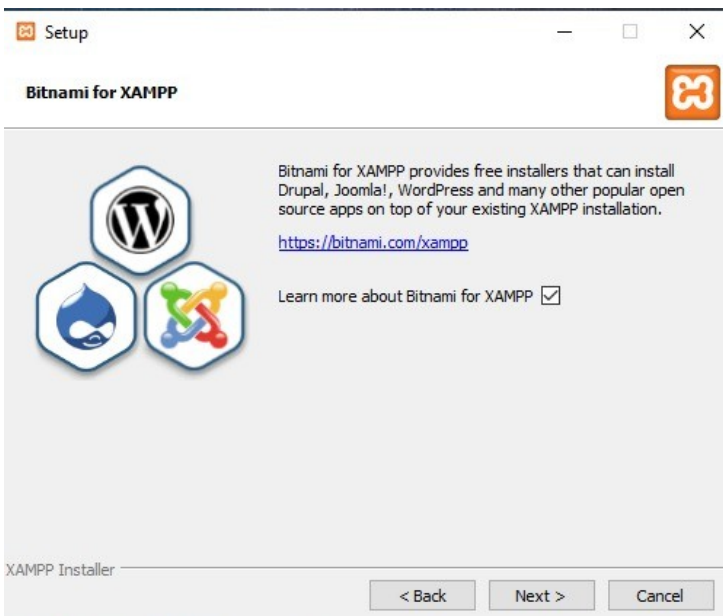 Setup
Bitnami for XAMPP
Bitnami for XAMPP provides free installers that can install
Drupal, Joomla!, WordPress and many other popular open
source apps on top of your existing XAMPP installation.
https://bitnami.com/xampp
Learn more about Bitnami for XAMPP
XAMPP Installer
< Back Next > Cancel